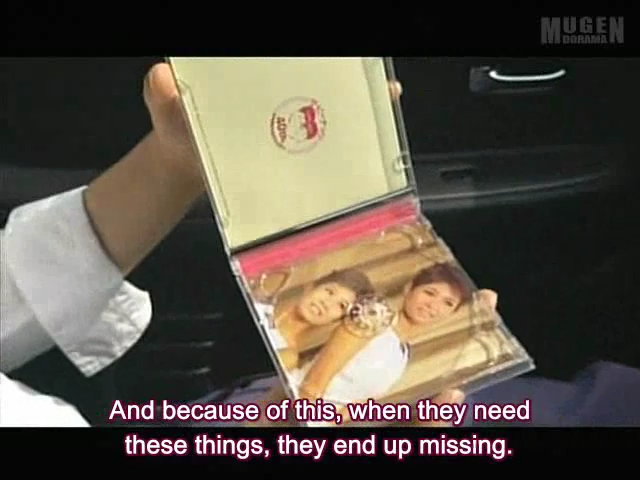 MUGEN
DORAMA
And because of this, when they need
these things, they end up missing.